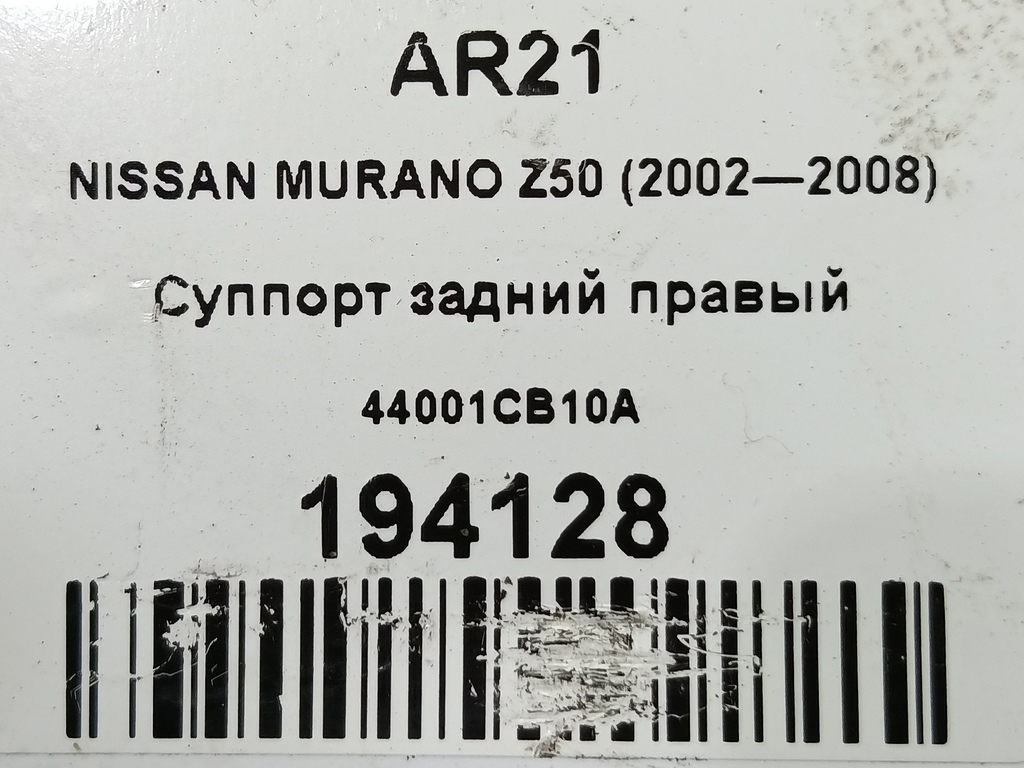 AR21
NISSAN MURANO Z50 (2002—2008)
Суппорт задний правый
44001CB10A
194128